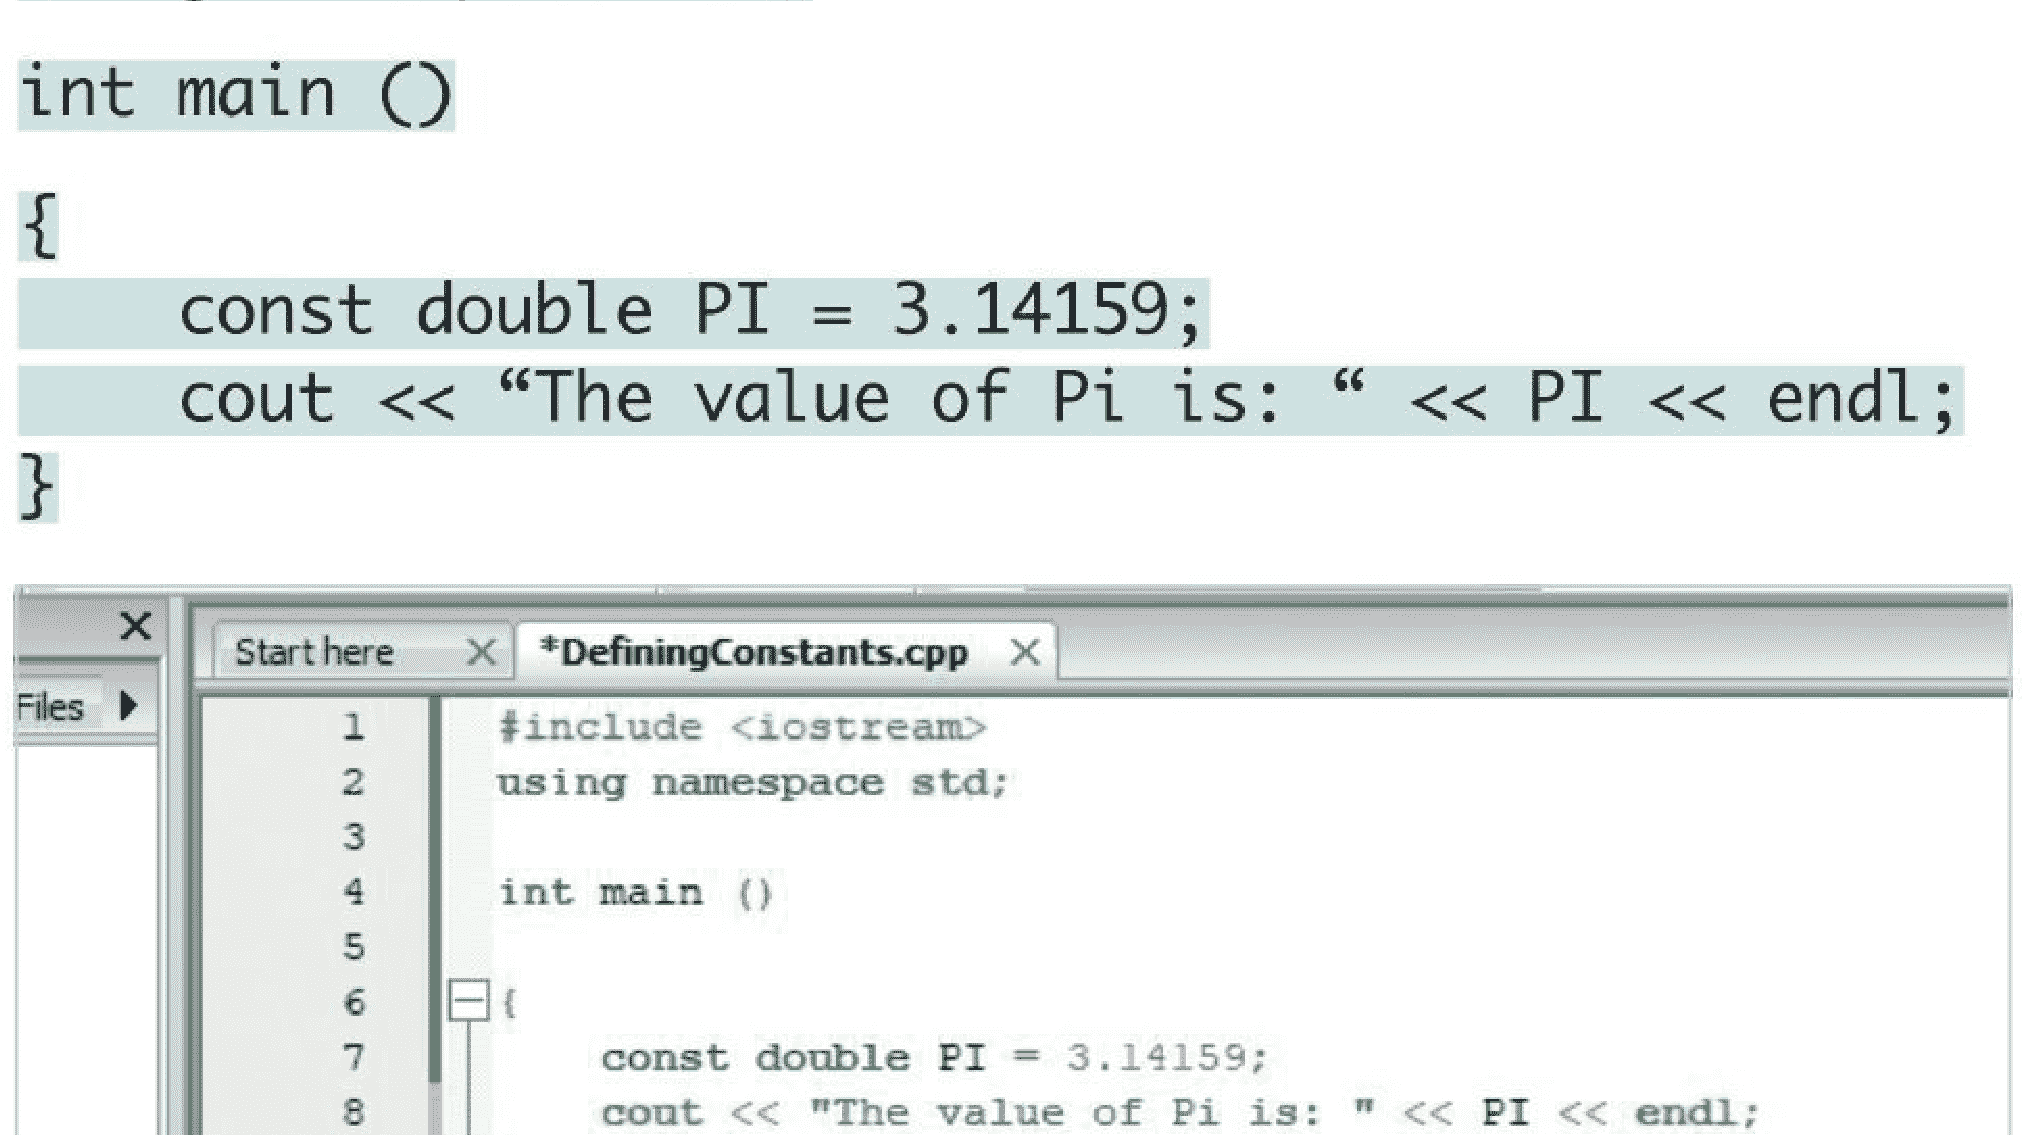 int main ()
{
const double PI = 3.14159;
cout << “The value of Pi is: “ << PI << endl;
}
Start here
*DefiningConstants.cpp
Files
1 #include <iostream>
2 using namespace std;
3
4 int main ()
5
6 {
7 const double PI = 3.14159;
8 cout << "The value of Pi is: " << PI << endl;